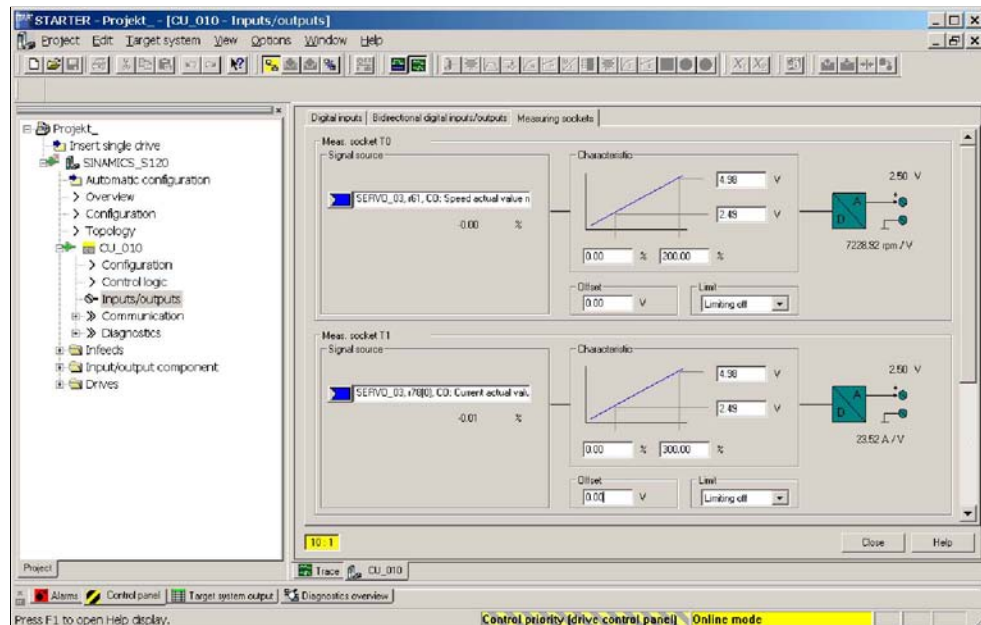 STARTER - Projekt_ - [CU_010 - Inputs/outputs]
Project Edit Target system View Options Window Help
Projekt_
Insert single drive
SINAMICS_S120
Automatic configuration
Overview
Configuration
Topology
CU_010
Configuration
Control logic
Inputs/outputs
Communication
Diagnostics
Infeeds
Input/output component
Drives
Project
Digital inputs Bidirectional digital inputs/outputs Measuring sockets
Meas. socket T0
Signal source
SERVO_03, r61, CO: Speed actual value n
-0.00 %
Characteristic
4.98 V
2.49 V
0.00 % 200.00 %
Offset
0.00 V
Limit
Limiting off
2.50 V
A
D
7228.92 rpm / V
Meas. socket T1
Signal source
SERVO_03, r78[0], CO: Current actual valu
-0.01 %
Characteristic
4.98 V
2.49 V
0.00 % 300.00 %
Offset
0.00 V
Limit
Limiting off
2.50 V
A
D
23.52 A / V
10 : 1
Close Help
Trace CU_010
Alarms Control panel Target system output Diagnostics overview
Press F1 to open Help display.
Control priority [drive control panel] Online mode